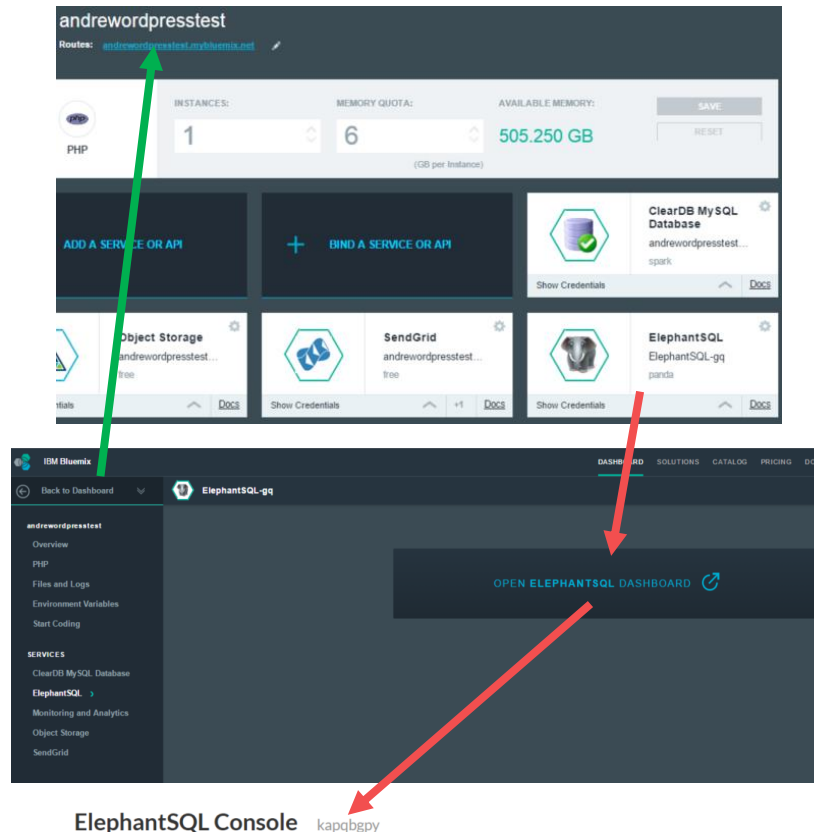 andrewordpresstest
Routes: andrewordpresstest.mybluemix.net
php
PHP
INSTANCES:
1
MEMORY QUOTA:
6
(GB per Instance)
AVAILABLE MEMORY:
505.250 GB
SAVE
RESET
ADD A SERVICE OR API
+ BIND A SERVICE OR API
ClearDB MySQL
Database
andrewordpresstest...
spark
Show Credentials
Docs
Object Storage
andrewordpresstest...
free
Docs
SendGrid
andrewordpresstest...
free
Show Credentials
+1
Docs
ElephantSQL
ElephantSQL-gq
panda
Show Credentials
Docs
IBM Bluemix
DASHBOARD SOLUTIONS CATALOG PRICING
Back to Dashboard
ElephantSQL-gq
andrewordpresstest
Overview
PHP
Files and Logs
Environment Variables
Start Coding
SERVICES
ClearDB MySQL Database
ElephantSQL
Monitoring and Analytics
Object Storage
SendGrid
OPEN ELEPHANTSQL DASHBOARD
ElephantSQL Console kapqbgpy